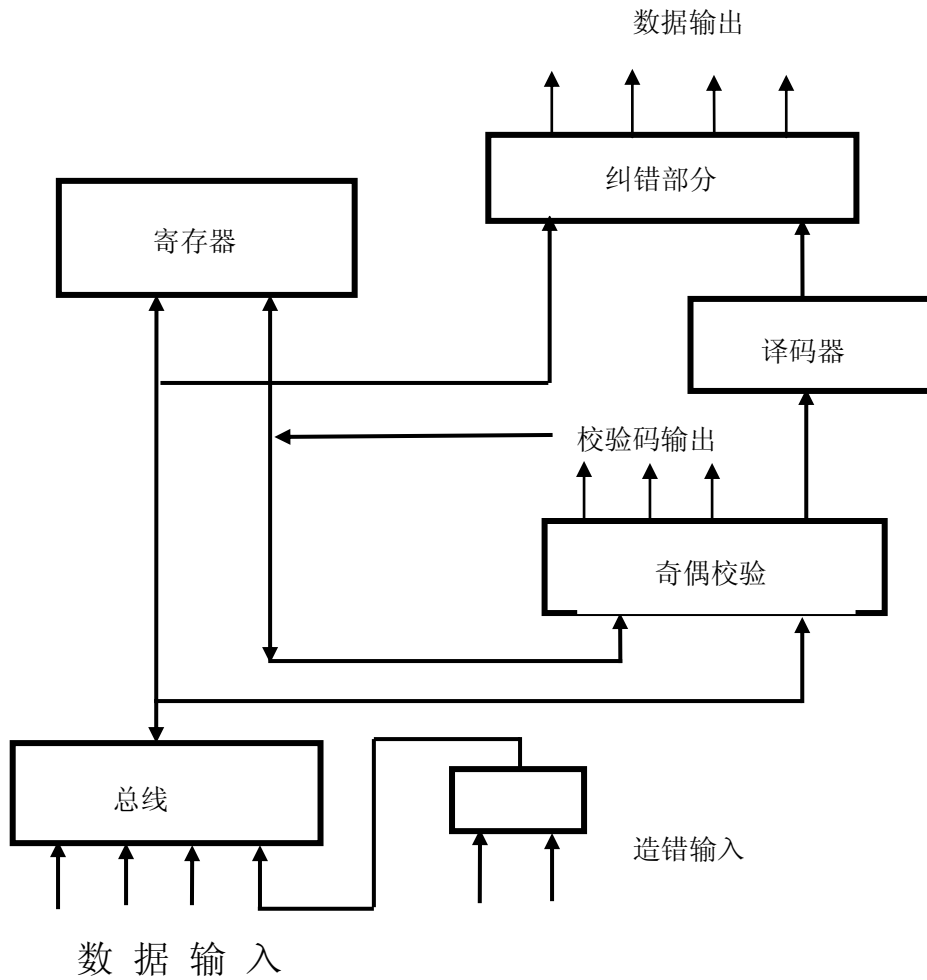 数据输出
纠错部分
寄存器
译码器
校验码输出
奇偶校验
总线
造错输入
数 据 输 入